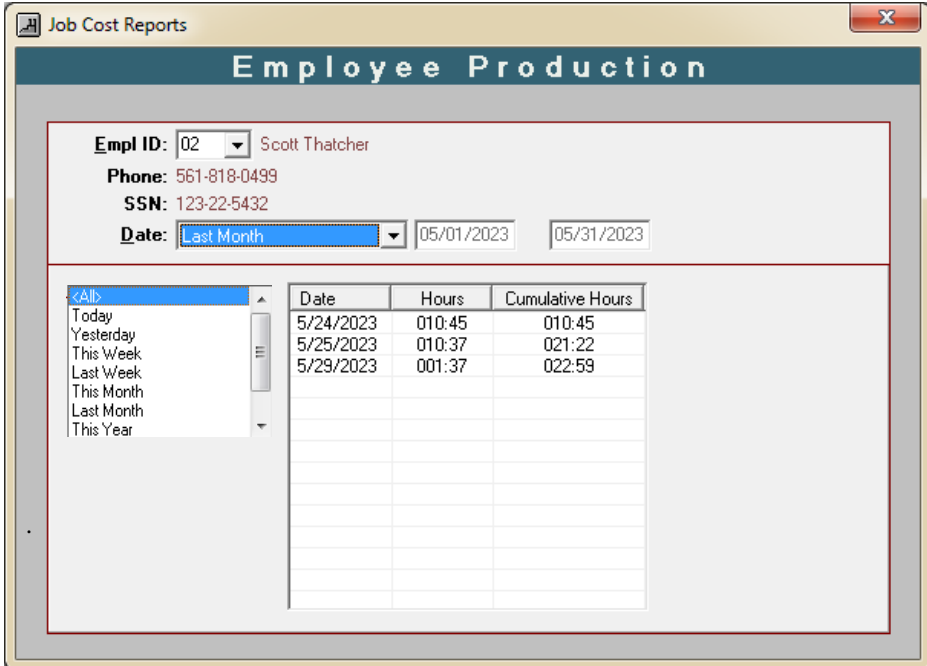 Job Cost Reports
Employee Production
Empl ID: 02 Scott Thatcher
Phone: 561-818-0499
SSN: 123-22-5432
Date: Last Month 05/01/2023 05/31/2023
<All>
Today
Yesterday
This Week
Last Week
This Month
Last Month
This Year
Date Hours Cumulative Hours
5/24/2023 010:45 010:45
5/25/2023 010:37 021:22
5/29/2023 001:37 022:59